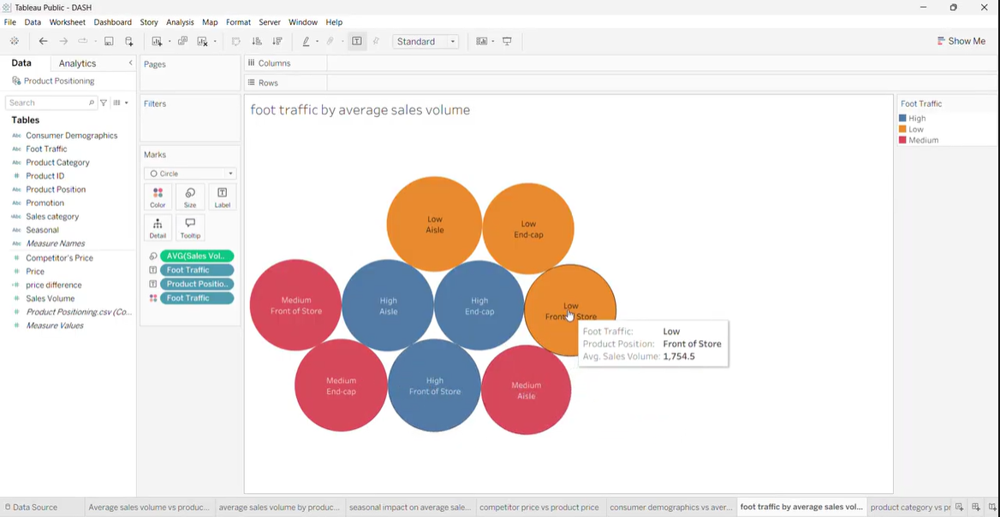 Tableau Public - DASH
File Data Worksheet Dashboard Story Analysis Map Format Server Window Help
Standard
Show Me
Data Analytics
Product Positioning
Search
Tables
Abc Consumer Demographics
Abc Foot Traffic
Abc Product Category
# Product ID
Abc Product Position
Abc Promotion
=Abc Sales category
Abc Seasonal
Abc Measure Names
# Competitor's Price
# Price
=# price difference
# Sales Volume
# Product Positioning.csv (Co...
# Measure Values
Pages
Filters
Marks
Circle
Color Size Label
Detail Tooltip
AVG(Sales Vol..
Foot Traffic
Product Positio..
Foot Traffic
Columns
Rows
foot traffic by average sales volume
Low
Aisle
Low
End-cap
Medium
Front of Store
High
Aisle
High
End-cap
Low
Front of Store
Medium
End-cap
High
Front of Store
Medium
Aisle
Foot Traffic: Low
Product Position: Front of Store
Avg. Sales Volume: 1,754.5
Foot Traffic
High
Low
Medium
Data Source
Average sales volume vs produc...
average sales volume by produc...
seasonal impact on average sale...
competitor price vs product price
consumer demographics vs aver...
foot traffic by average sales vol...
product category vs pr